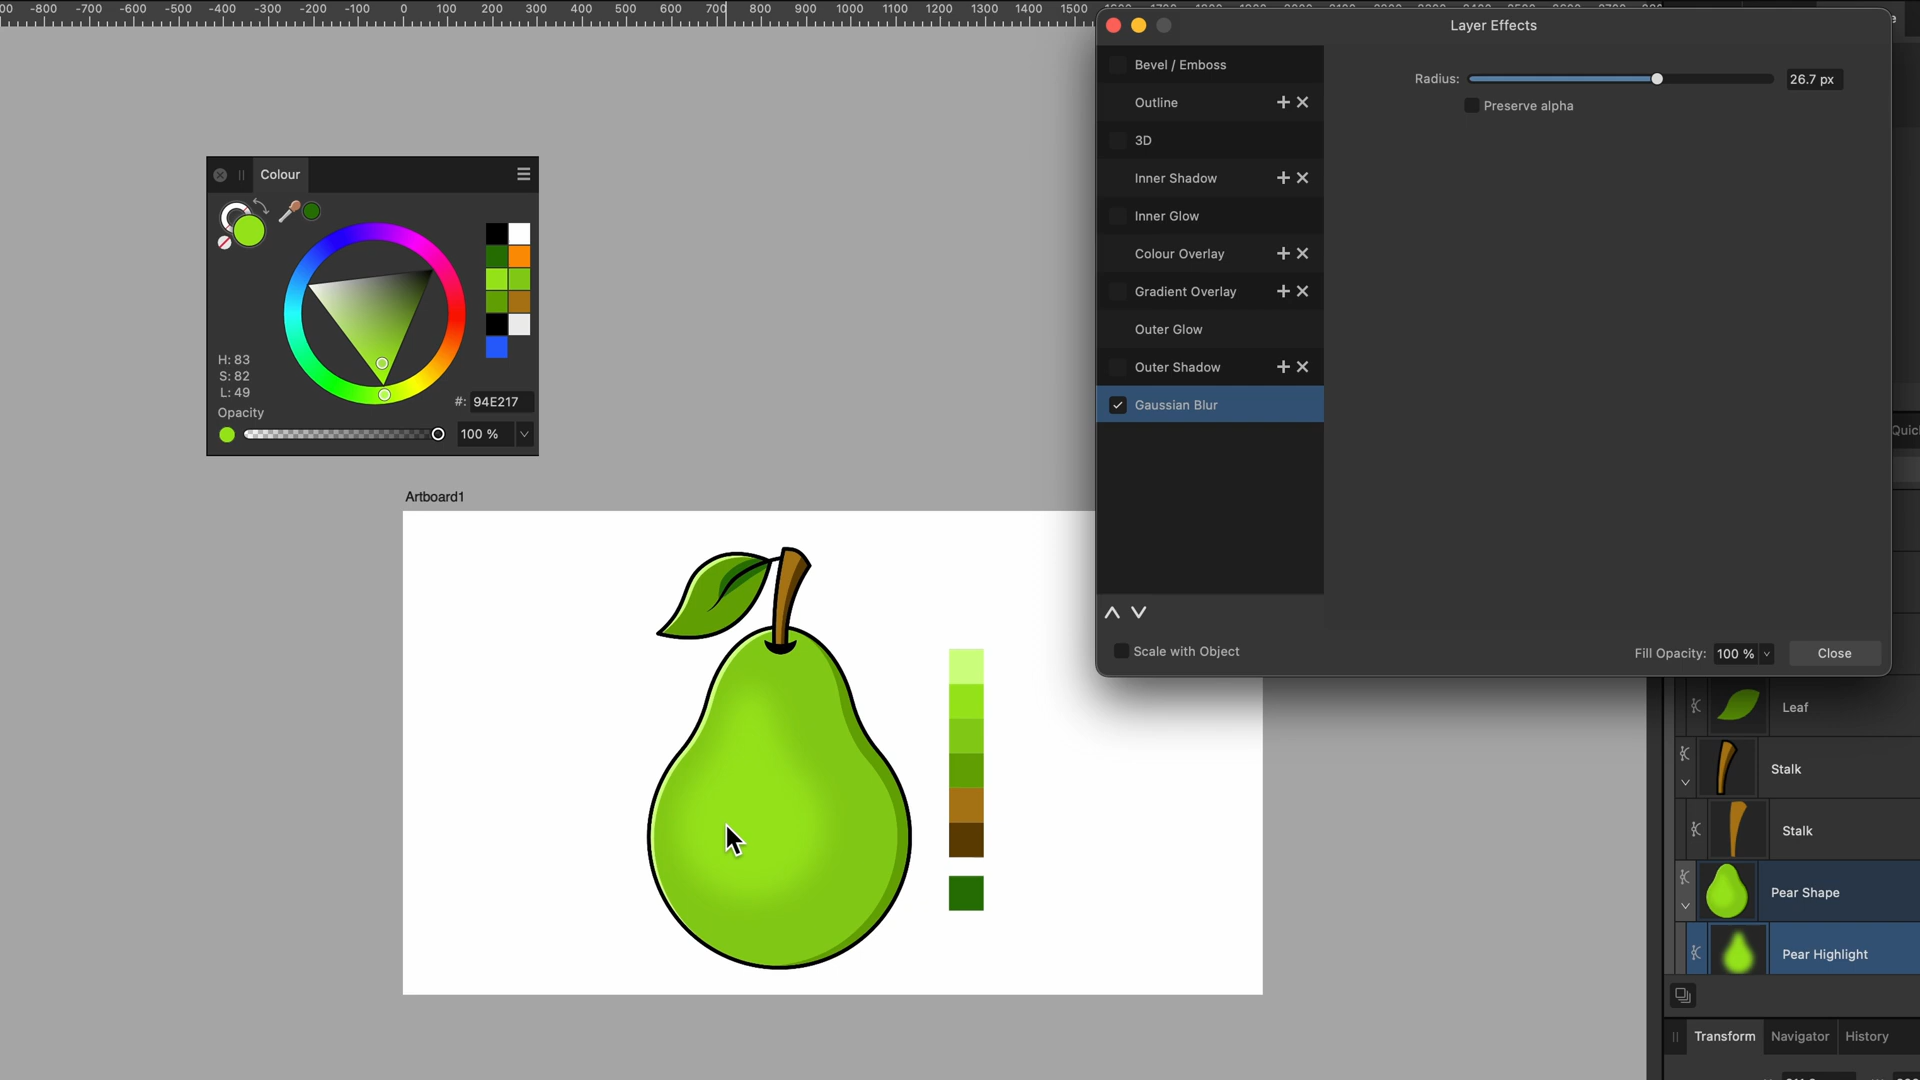 -800 -700 -600 -500 -400 -300 -200 -100 0 100 200 300 400 500 600 700 800 900 1000 1100 1200 1300 1400 1500
Layer Effects
Bevel / Emboss
Radius: 26.7 px
Outline
Preserve alpha
3D
Colour
Inner Shadow
Inner Glow
Colour Overlay
Gradient Overlay
Outer Glow
H: 83
Outer Shadow
S: 82
L: 49
#: 94E217
Gaussian Blur
Opacity
Quic
100 %
Artboard1
Scale with Object
Fill Opacity: 100 %
Close
Leaf
Stalk
Stalk
Pear Shape
Pear Highlight
Transform Navigator History